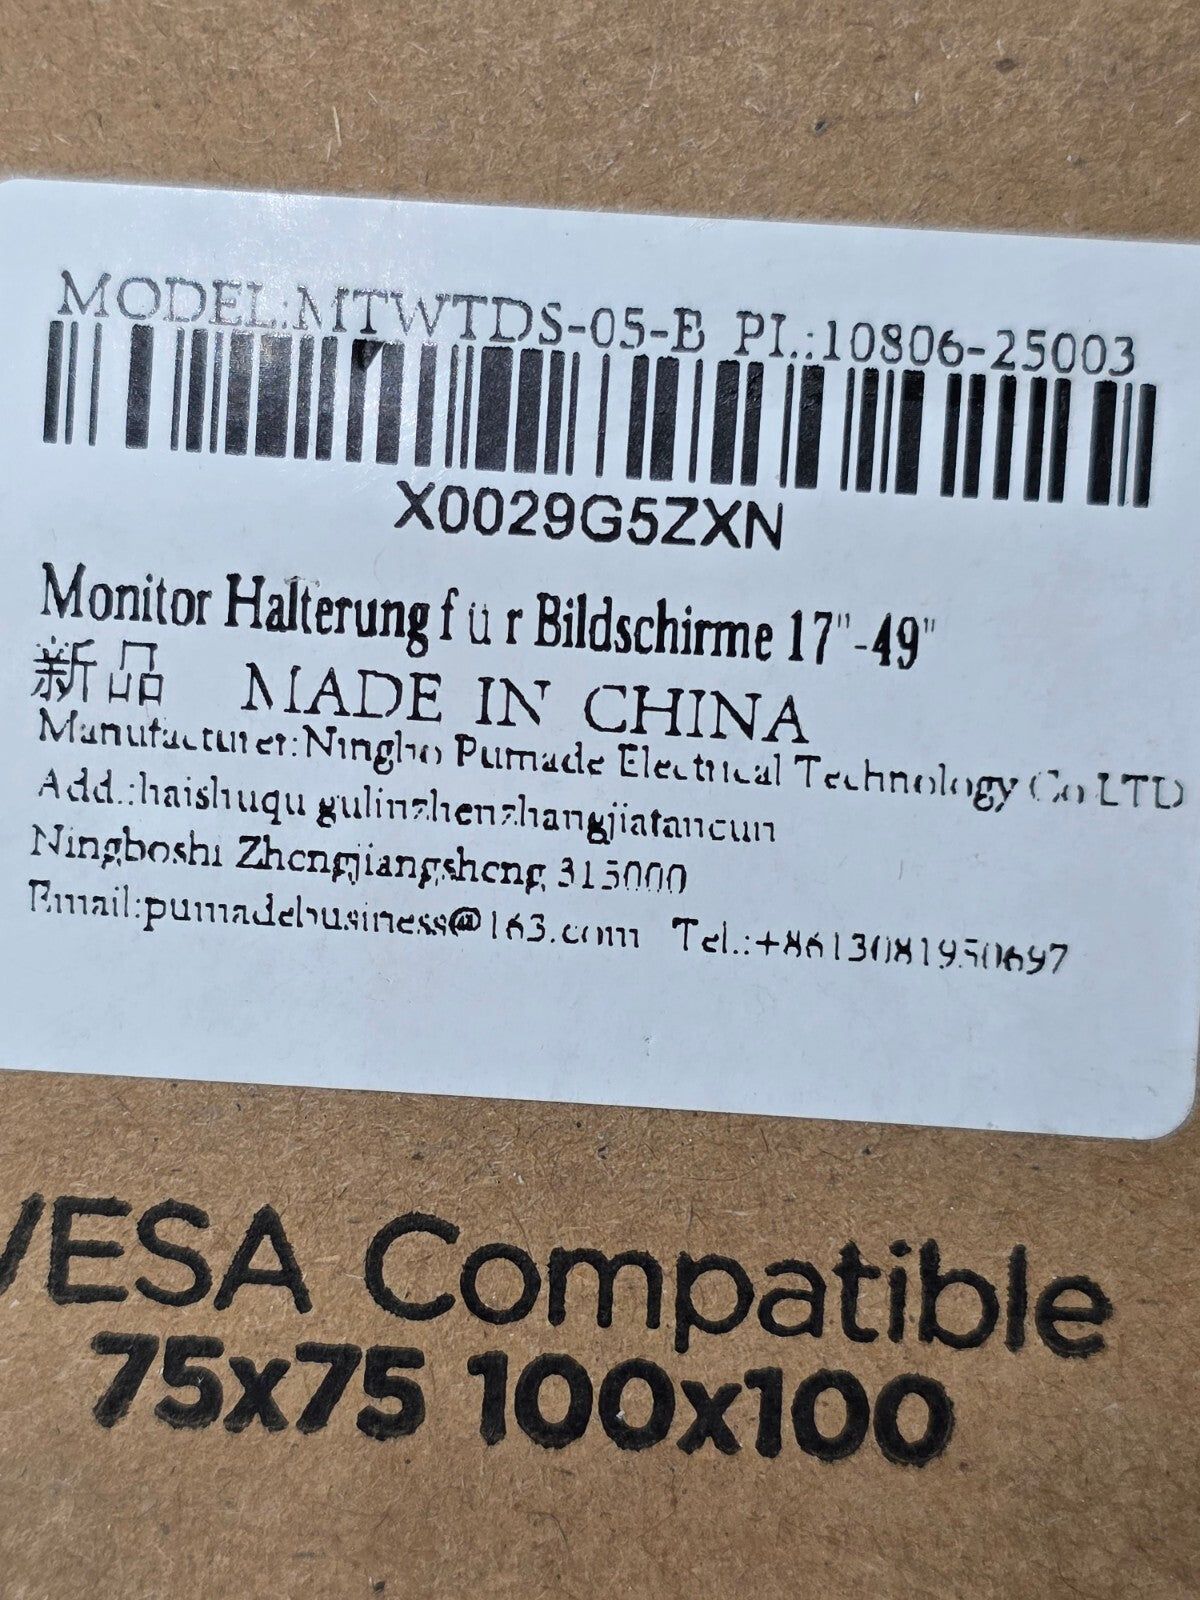 MODEL:MTWTDS-05-B PI.:10806-25003
X0029G5ZXN
Monitor Halterung für Bildschirme 17"-49"
新品 MADE IN CHINA
Manufacturer:Ningbo Pumade Electrical Technology Co LTD
Add.:haishuqu gulinzhenzhangjiatancun
Ningboshi Zhengjiangsheng 315000
Email:pumadebusiness@163.com Tel.:+8613081950697
VESA Compatible
75x75 100x100